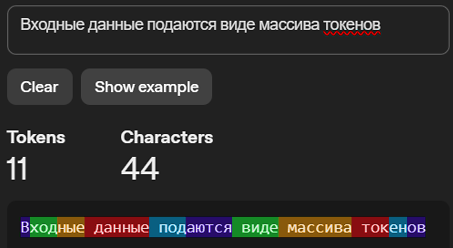 Входные данные подаются виде массива токенов
Clear Show example
Tokens Characters
11 44
Входные данные подаются виде массива токенов